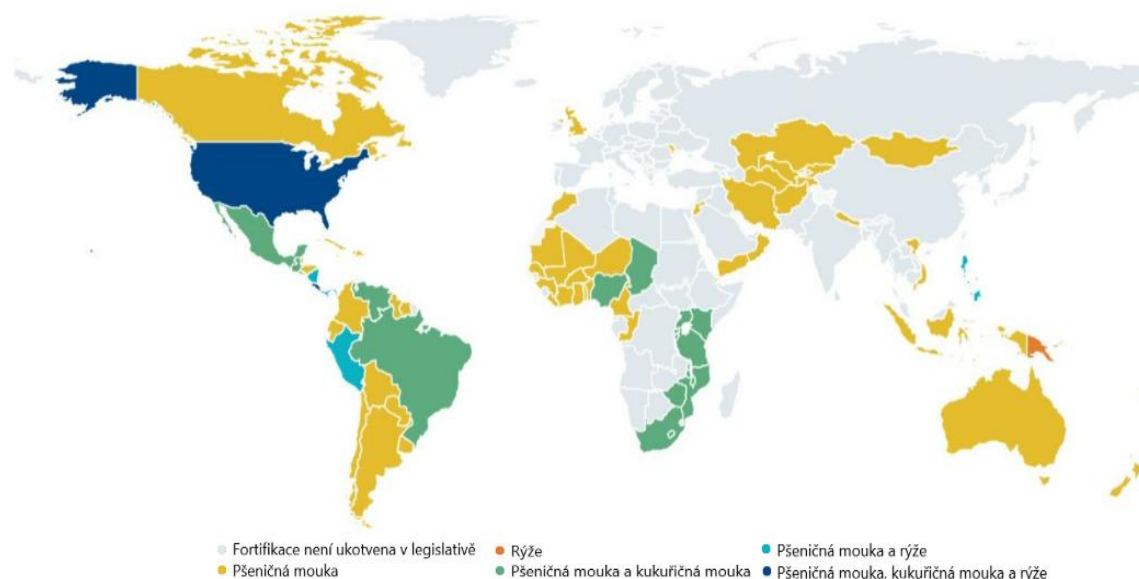 Fortifikace není ukotvena v legislativě
Rýže
Pšeničná mouka a rýže
Pšeničná mouka
Pšeničná mouka a kukuřičná mouka
Pšeničná mouka, kukuřičná mouka a rýže